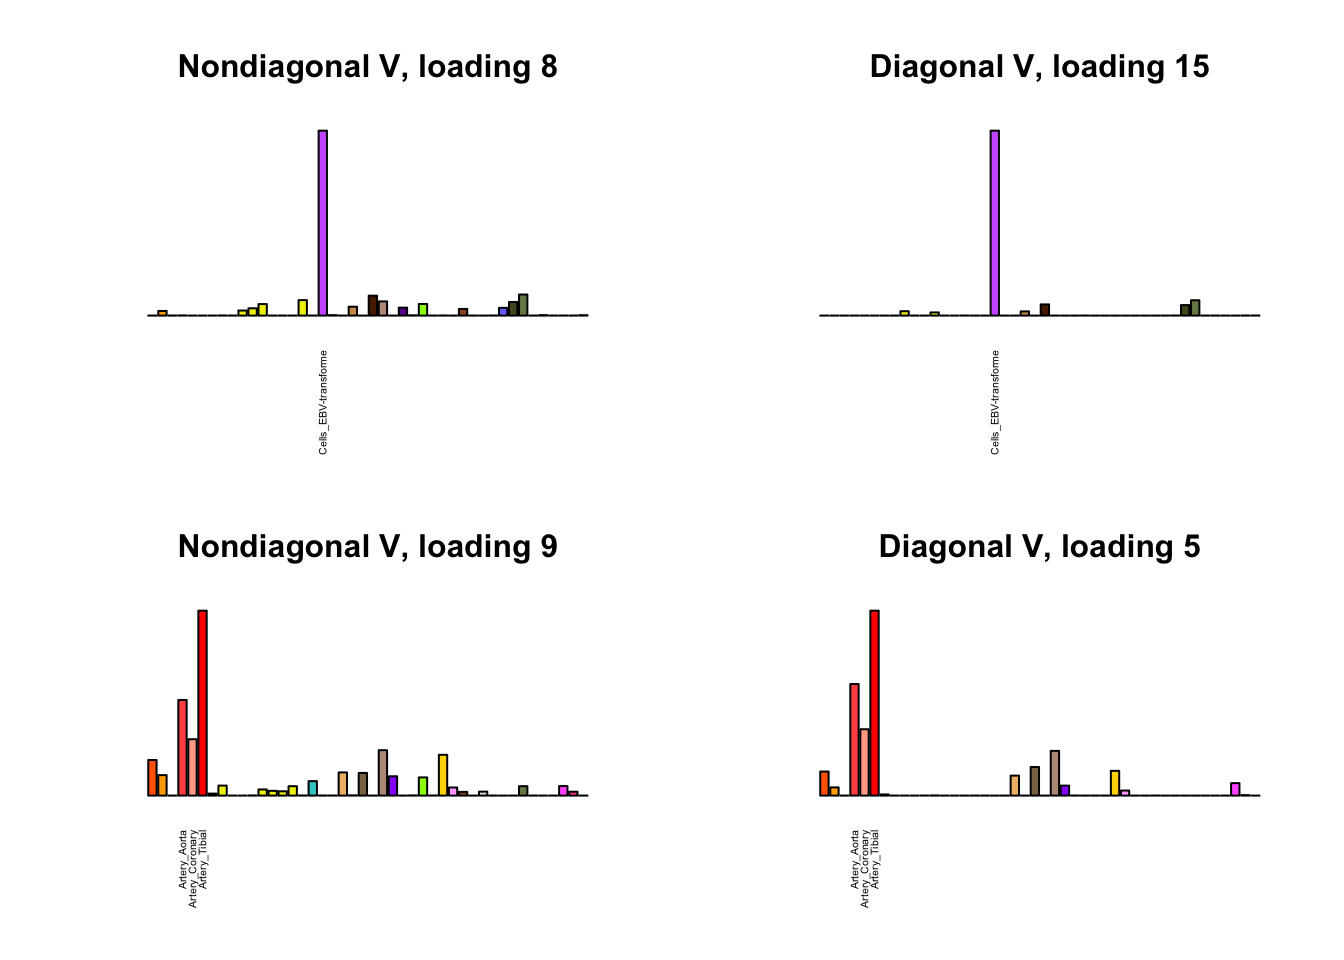 Nondiagonal V, loading 8
Diagonal V, loading 15
Cells_EBV-transforme
Cells_EBV-transforme
Nondiagonal V, loading 9
Diagonal V, loading 5
Artery_Aorta
Artery_Coronary
Artery_Tibial
Artery_Aorta
Artery_Coronary
Artery_Tibial